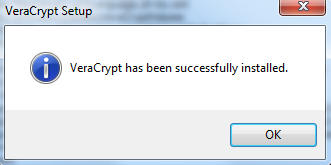 VeraCrypt Setup
VeraCrypt has been successfully installed.
OK